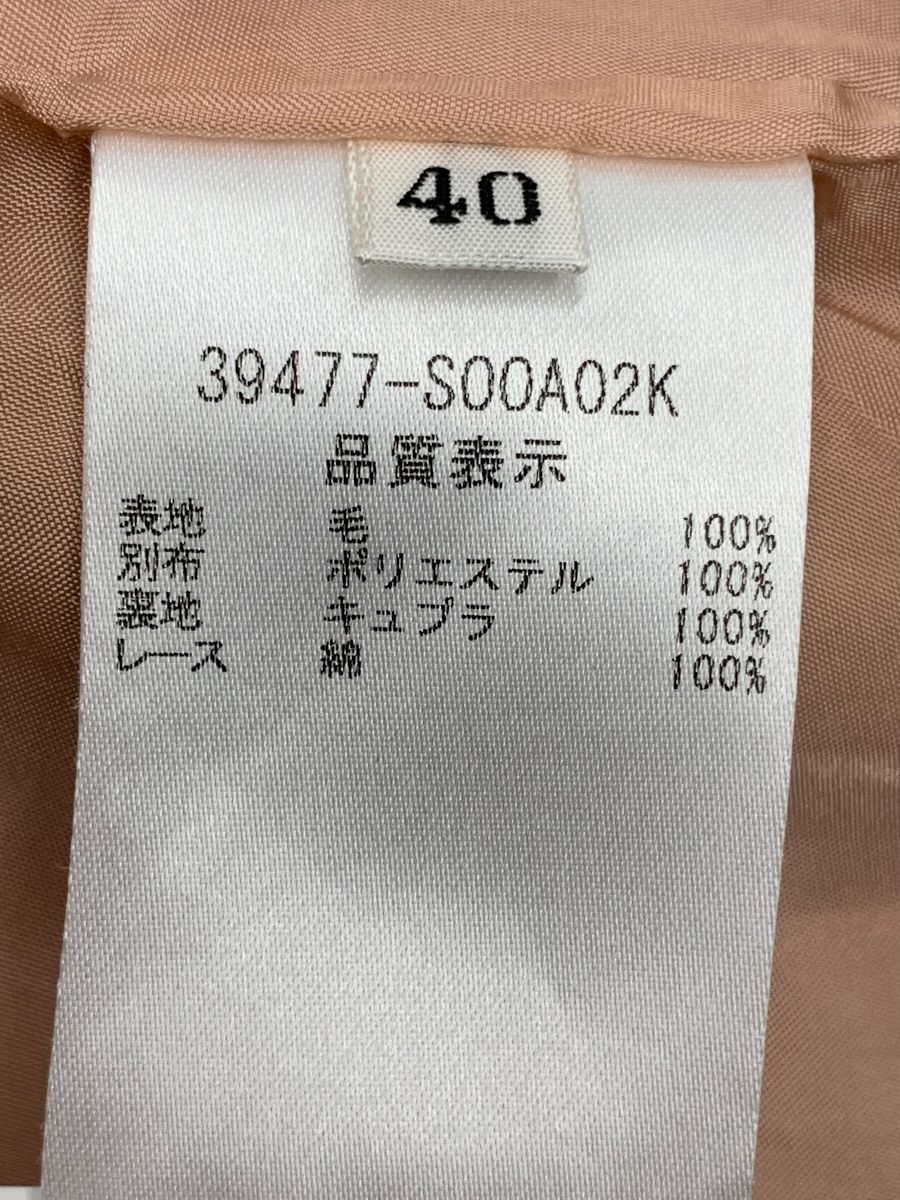 40
39477-S00A02K
品質表示
表地 毛 100%
別布 ポリエステル 100%
裏地 キュプラ 100%
レース 綿 100%